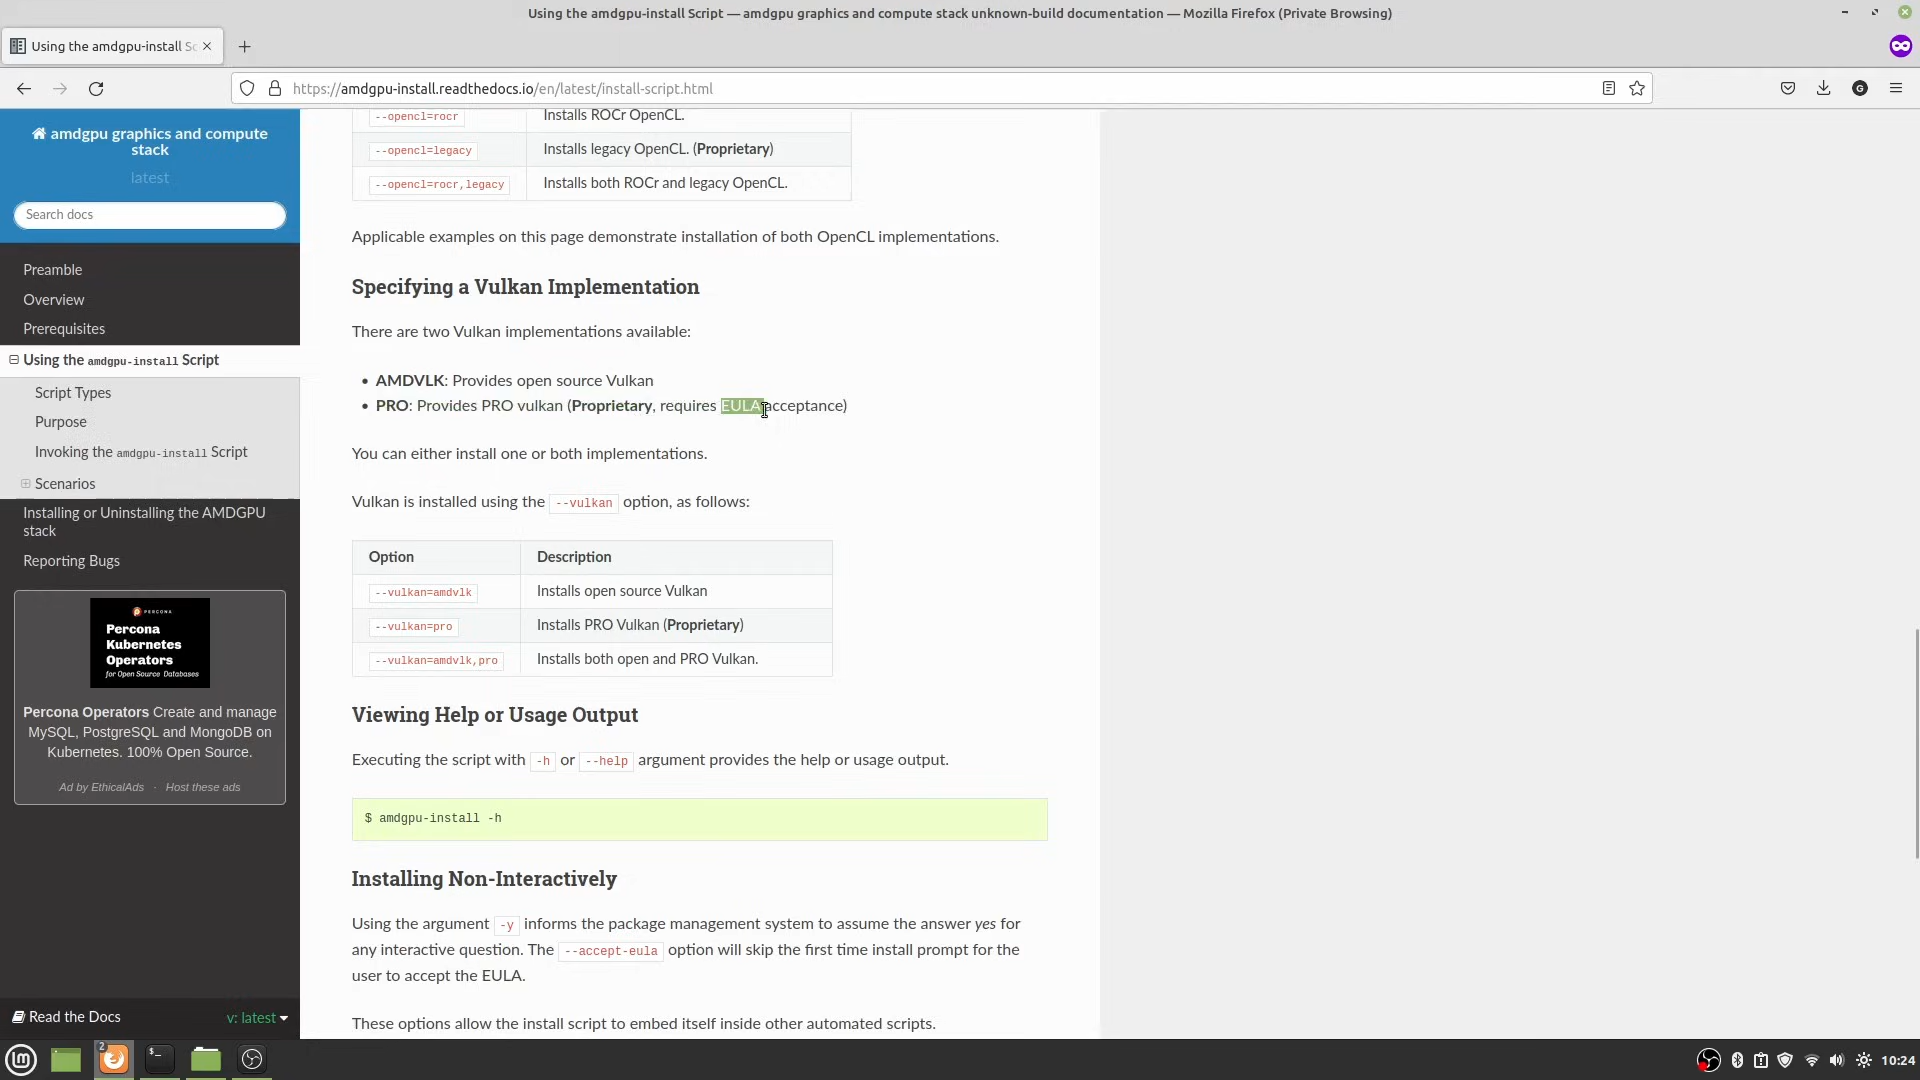 Using the amdgpu-install Script — amdgpu graphics and compute stack unknown-build documentation — Mozilla Firefox (Private Browsing)
Using the amdgpu-install Sc
https://amdgpu-install.readthedocs.io/en/latest/install-script.html
G
amdgpu graphics and compute
stack
latest
Search docs
Preamble
Overview
Prerequisites
Using the amdgpu-install Script
Script Types
Purpose
Invoking the amdgpu-install Script
Scenarios
Installing or Uninstalling the AMDGPU
stack
Reporting Bugs
PERCONA
Percona
Kubernetes
Operators
for Open Source Databases
Percona Operators Create and manage
MySQL, PostgreSQL and MongoDB on
Kubernetes. 100% Open Source.
Ad by EthicalAds · Host these ads
Read the Docs v: latest
--opencl=rocr Installs ROCr OpenCL.
--opencl=legacy Installs legacy OpenCL. (Proprietary)
--opencl=rocr,legacy Installs both ROCr and legacy OpenCL.
Applicable examples on this page demonstrate installation of both OpenCL implementations.
Specifying a Vulkan Implementation
There are two Vulkan implementations available:
• AMDVLK: Provides open source Vulkan
• PRO: Provides PRO vulkan (Proprietary, requires EULA acceptance)
You can either install one or both implementations.
Vulkan is installed using the --vulkan option, as follows:
Option Description
--vulkan=amdvlk Installs open source Vulkan
--vulkan=pro Installs PRO Vulkan (Proprietary)
--vulkan=amdvlk,pro Installs both open and PRO Vulkan.
Viewing Help or Usage Output
Executing the script with -h or --help argument provides the help or usage output.
$ amdgpu-install -h
Installing Non-Interactively
Using the argument -y informs the package management system to assume the answer yes for
any interactive question. The --accept-eula option will skip the first time install prompt for the
user to accept the EULA.
These options allow the install script to embed itself inside other automated scripts.
2
10:24